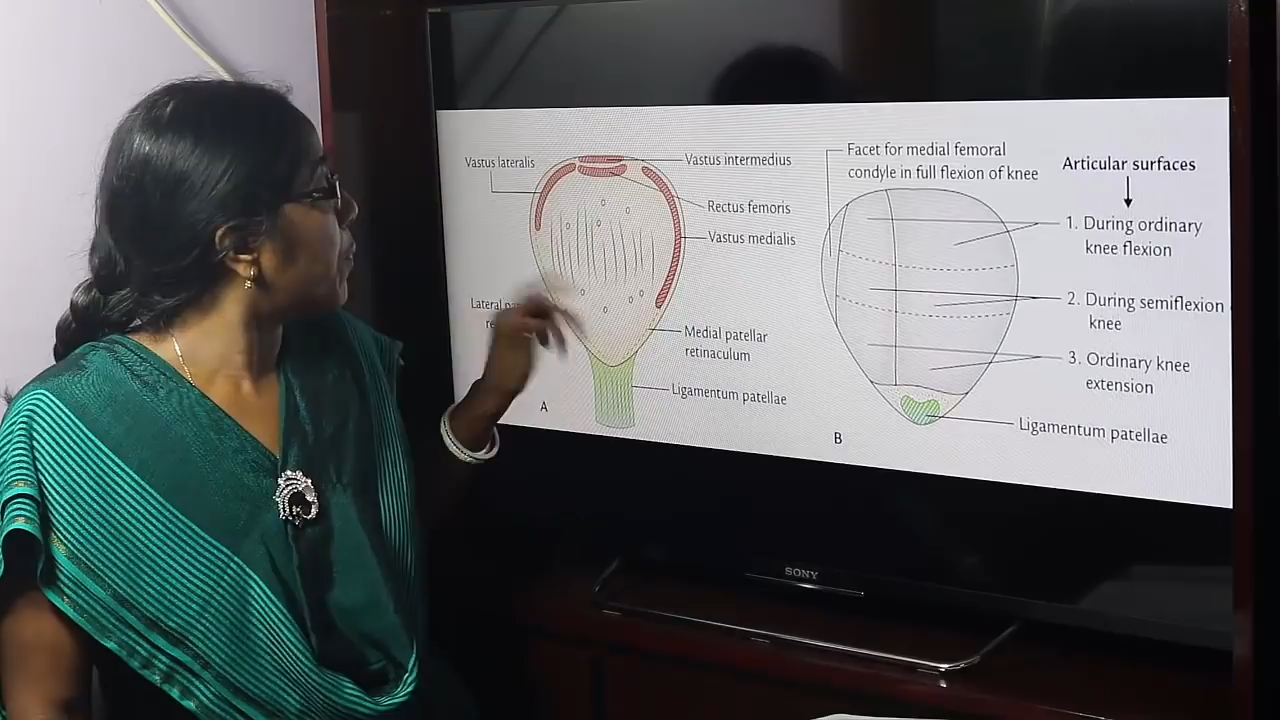 Vastus lateralis
Vastus intermedius
Rectus femoris
Vastus medialis
Lateral
Medial patellar
retinaculum
Ligamentum patellae
A
Facet for medial femoral
condyle in full flexion of knee
Articular surfaces
1. During ordinary
knee flexion
2. During semiflexion
knee
3. Ordinary knee
extension
Ligamentum patellae
B
SONY